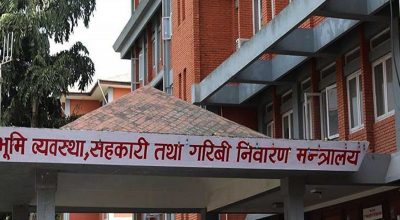 भूमि व्यवस्था, सहकारी तथा गरिबी निवारण मन्त्रालय